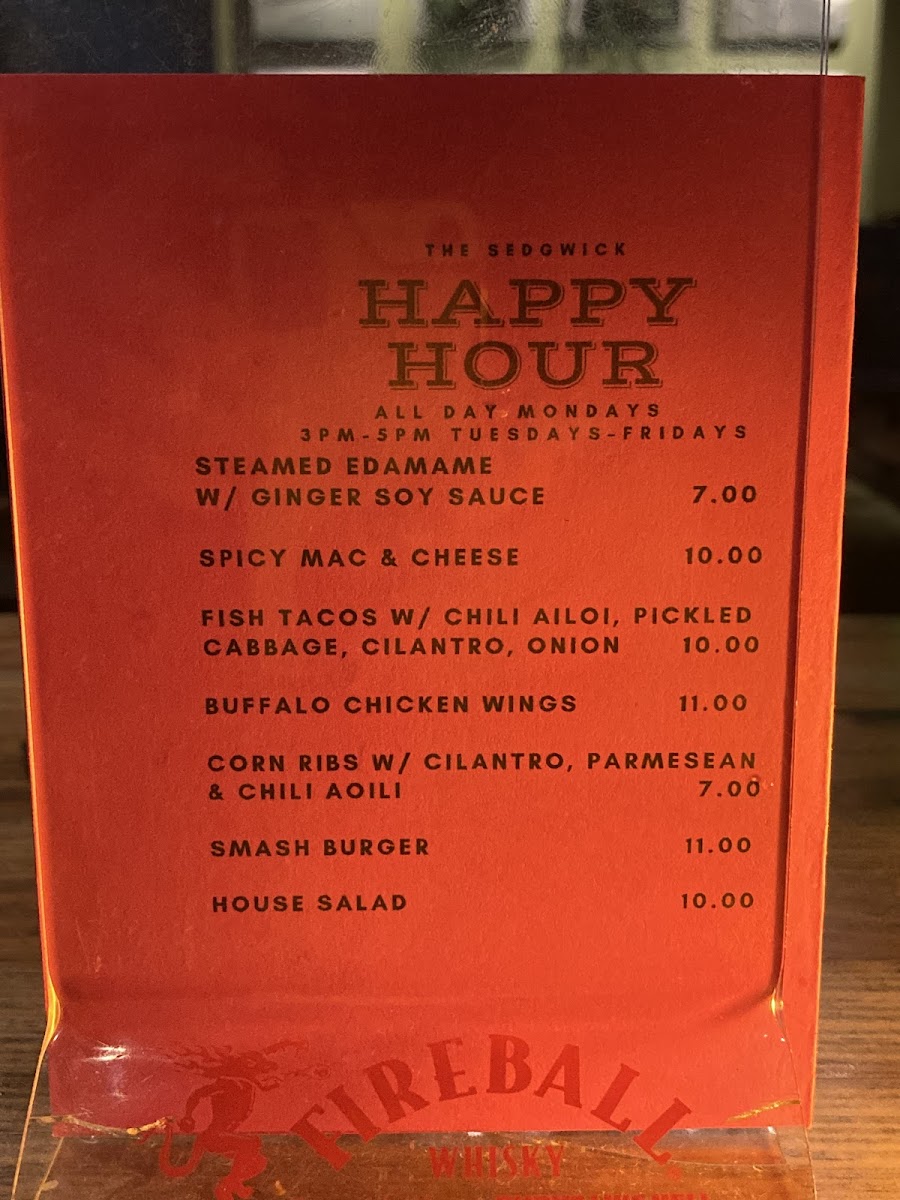 THE SEDGWICK
HAPPY
HOUR
ALL DAY MONDAYS
3PM-5PM TUESDAYS-FRIDAYS
STEAMED EDAMAME
W/ GINGER SOY SAUCE 7.00
SPICY MAC & CHEESE 10.00
FISH TACOS W/ CHILI AILOI, PICKLED
CABBAGE, CILANTRO, ONION 10.00
BUFFALO CHICKEN WINGS 11.00
CORN RIBS W/ CILANTRO, PARMESEAN
& CHILI AOILI 7.00
SMASH BURGER 11.00
HOUSE SALAD 10.00
FIREBALL
WHISKY